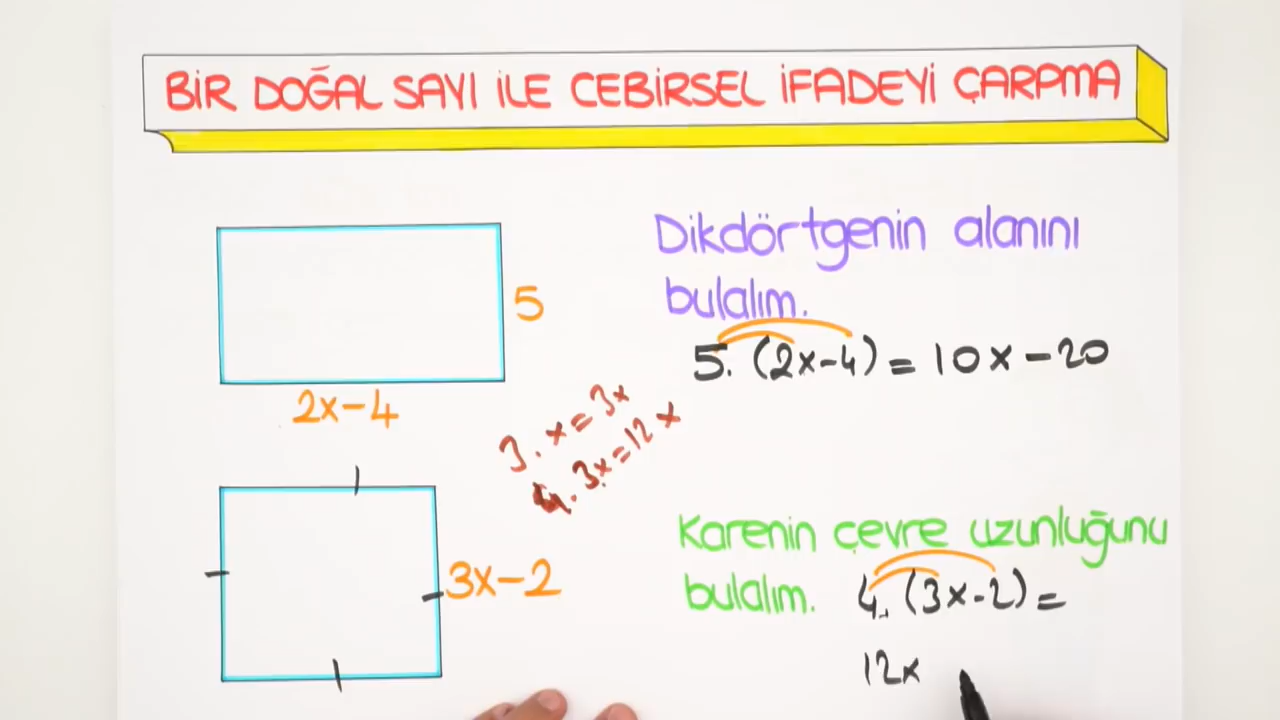 BİR DOĞAL SAYI İLE CEBİRSEL İFADEYİ ÇARPMA
Dikdörtgenin alanını
bulalım.
5
5.(2x-4)=10x-20
2x-4
3.x=3x
4.3x=12x
Karenin çevre uzunluğunu
bulalım. 4.(3x-2)=
3x-2
12x